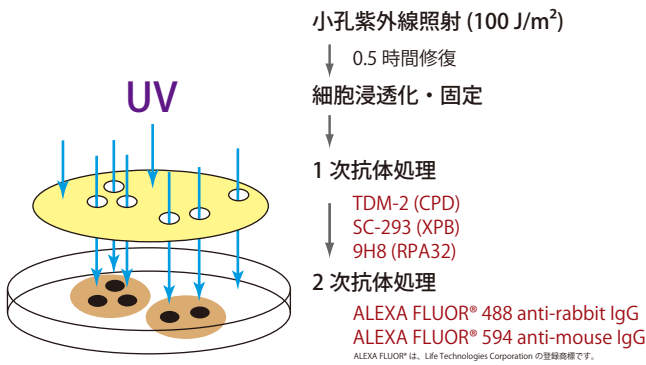 UV
小孔紫外線照射 (100 J/m²)
0.5 時間修復
細胞浸透化・固定
1 次抗体処理
TDM-2 (CPD)
SC-293 (XPB)
9H8 (RPA32)
2 次抗体処理
ALEXA FLUOR® 488 anti-rabbit IgG
ALEXA FLUOR® 594 anti-mouse IgG
ALEXA FLUOR® は、Life Technologies Corporation の登録商標です。